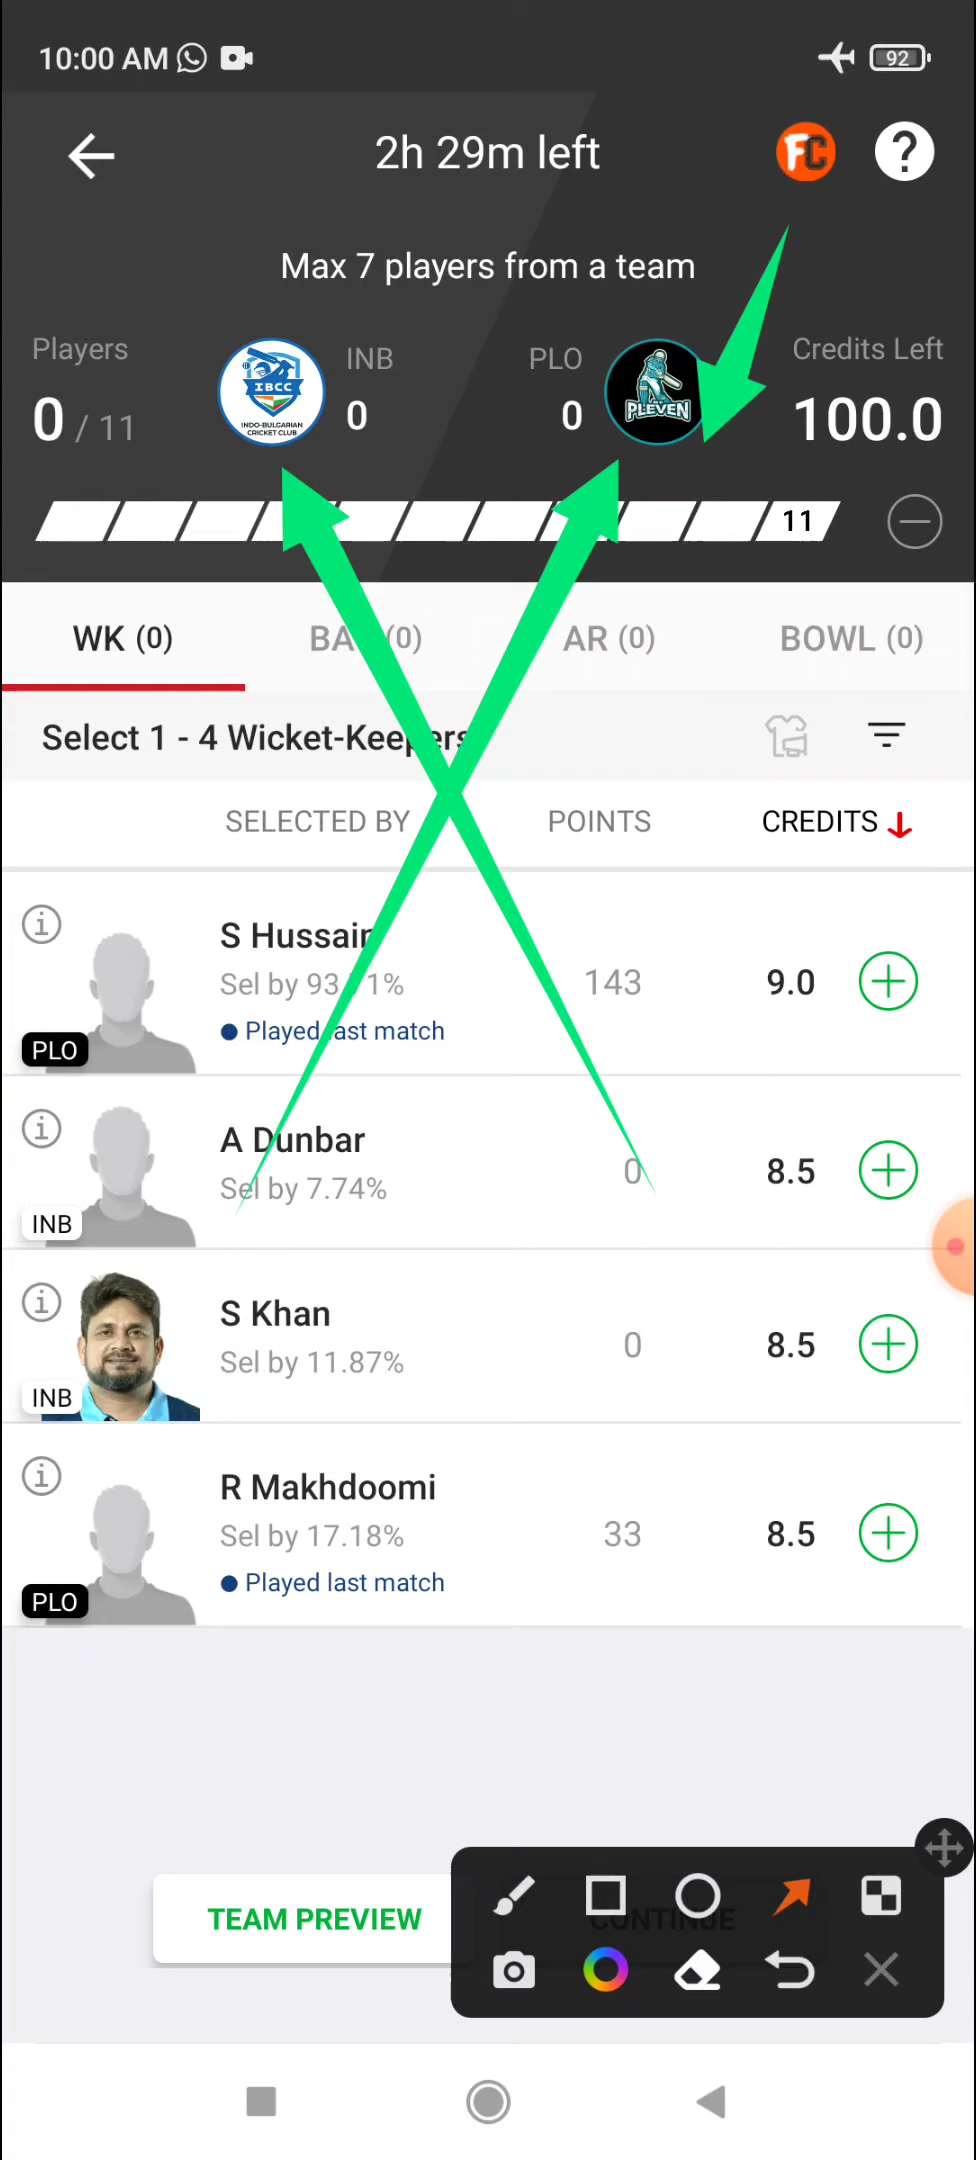 10:00 AM 92
2h 29m left
FC
?
Max 7 players from a team
Players
0 / 11
IBCC
INDO-BULGARIAN
CRICKET CLUB
INB
0
PLO
0
PLEVEN
Credits Left
100.0
11
WK (0)
(0)
AR (0)
BOWL (0)
Select 1 - 4 Wicket-Keepers
SELECTED BY
POINTS
CREDITS
S Hussain
Sel by 93. 1%
Played last match
143
9.0
PLO
A Dunbar
Sel by 7.74%
0
8.5
INB
S Khan
Sel by 11.87%
0
8.5
INB
R Makhdoomi
Sel by 17.18%
Played last match
33
8.5
PLO
TEAM PREVIEW
CONTINUE